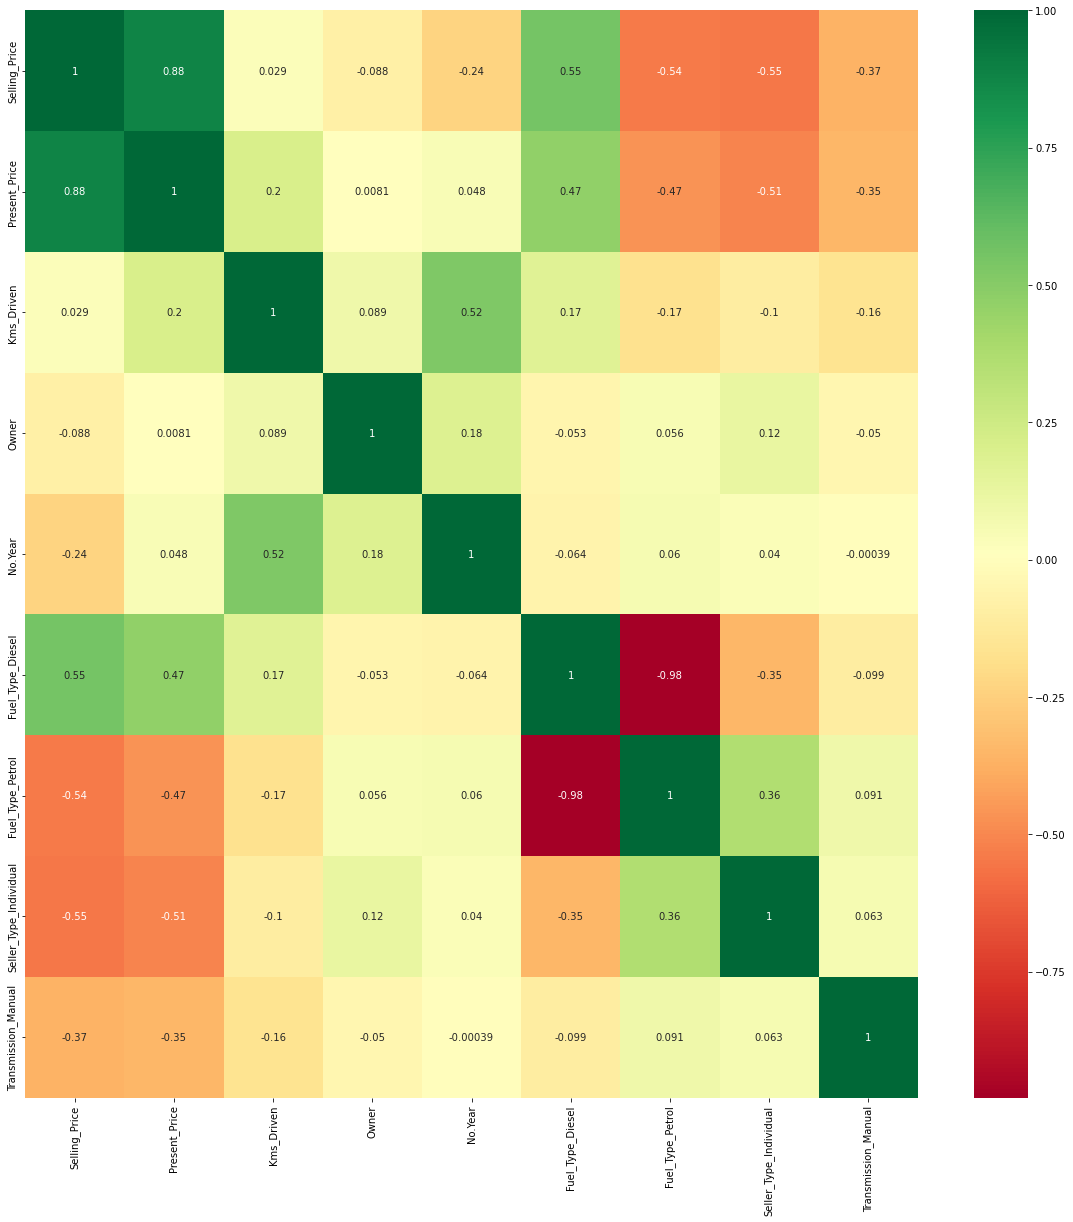 Selling_Price 1 0.88 0.029 -0.088 -0.24 0.55 -0.54 -0.55 -0.37
Present_Price 0.88 1 0.2 0.0081 0.048 0.47 -0.47 -0.51 -0.35
Kms_Driven 0.029 0.2 1 0.089 0.52 0.17 -0.17 -0.1 -0.16
Owner -0.088 0.0081 0.089 1 0.18 -0.053 0.056 0.12 -0.05
No.Year -0.24 0.048 0.52 0.18 1 -0.064 0.06 0.04 -0.00039
Fuel_Type_Diesel 0.55 0.47 0.17 -0.053 -0.064 1 -0.98 -0.35 -0.099
Fuel_Type_Petrol -0.54 -0.47 -0.17 0.056 0.06 -0.98 1 0.36 0.091
Seller_Type_Individual -0.55 -0.51 -0.1 0.12 0.04 -0.35 0.36 1 0.063
Transmission_Manual -0.37 -0.35 -0.16 -0.05 -0.00039 -0.099 0.091 0.063 1
Selling_Price
Present_Price
Kms_Driven
Owner
No.Year
Fuel_Type_Diesel
Fuel_Type_Petrol
Seller_Type_Individual
Transmission_Manual
1.00
0.75
0.50
0.25
0.00
−0.25
−0.50
−0.75